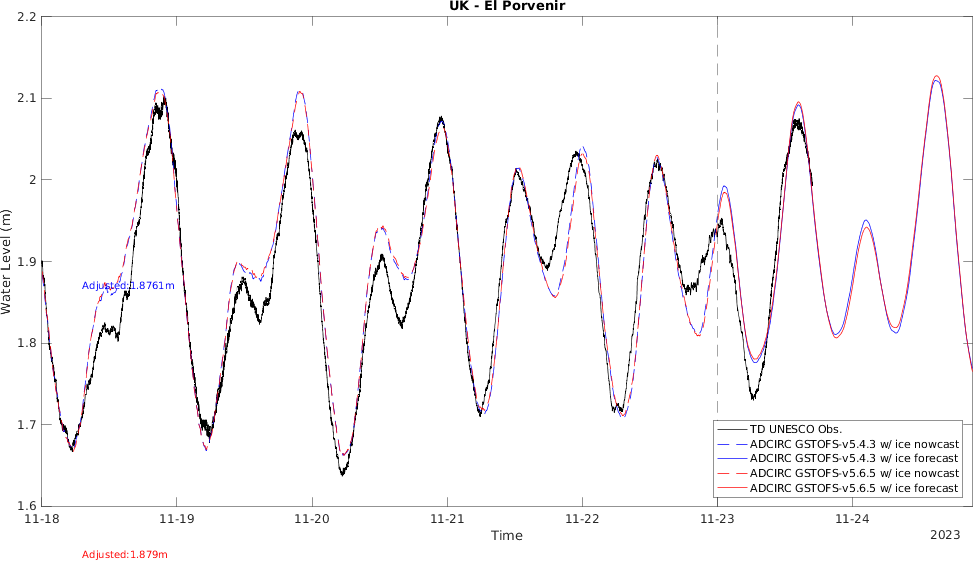 UK - El Porvenir
2.2
2.1
2
1.9
1.8
1.7
1.6
Water Level (m)
Adjusted:1.8761m
TD UNESCO Obs.
ADCIRC GSTOFS-v5.4.3 w/ ice nowcast
ADCIRC GSTOFS-v5.4.3 w/ ice forecast
ADCIRC GSTOFS-v5.6.5 w/ ice nowcast
ADCIRC GSTOFS-v5.6.5 w/ ice forecast
11-18 11-19 11-20 11-21 11-22 11-23 11-24
Time
2023
Adjusted:1.879m